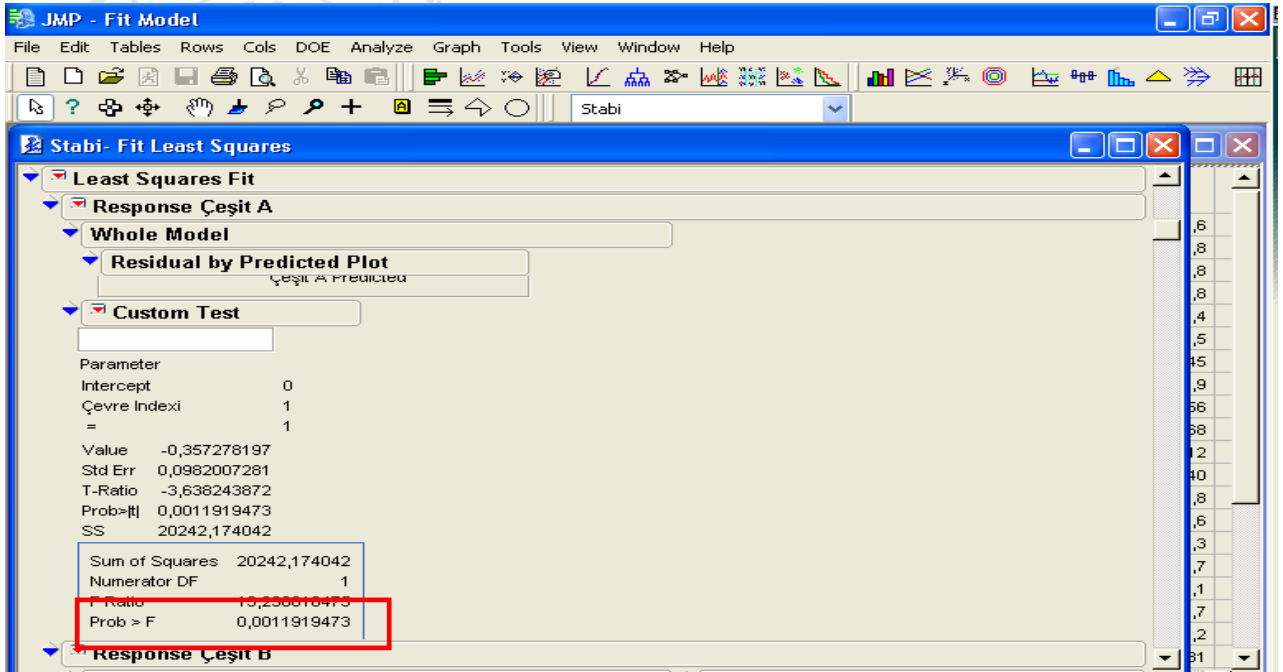 JMP - Fit Model
File Edit Tables Rows Cols DOE Analyze Graph Tools View Window Help
Stabi
Stabi- Fit Least Squares
Least Squares Fit
Response Çeşit A
Whole Model
Residual by Predicted Plot
Çeşit A Predicted
Custom Test
Parameter
Intercept 0
Çevre Indexi 1
= 1
Value -0,357278197
Std Err 0,0982007281
T-Ratio -3,638243872
Prob>|t| 0,0011919473
SS 20242,174042
Sum of Squares 20242,174042
Numerator DF 1
F Ratio
Prob > F 0,0011919473
Response Çeşit B
,6
,8
,8
,8
,4
,5
45
,9
56
68
12
40
,8
,6
,3
,7
,1
,7
,2
31